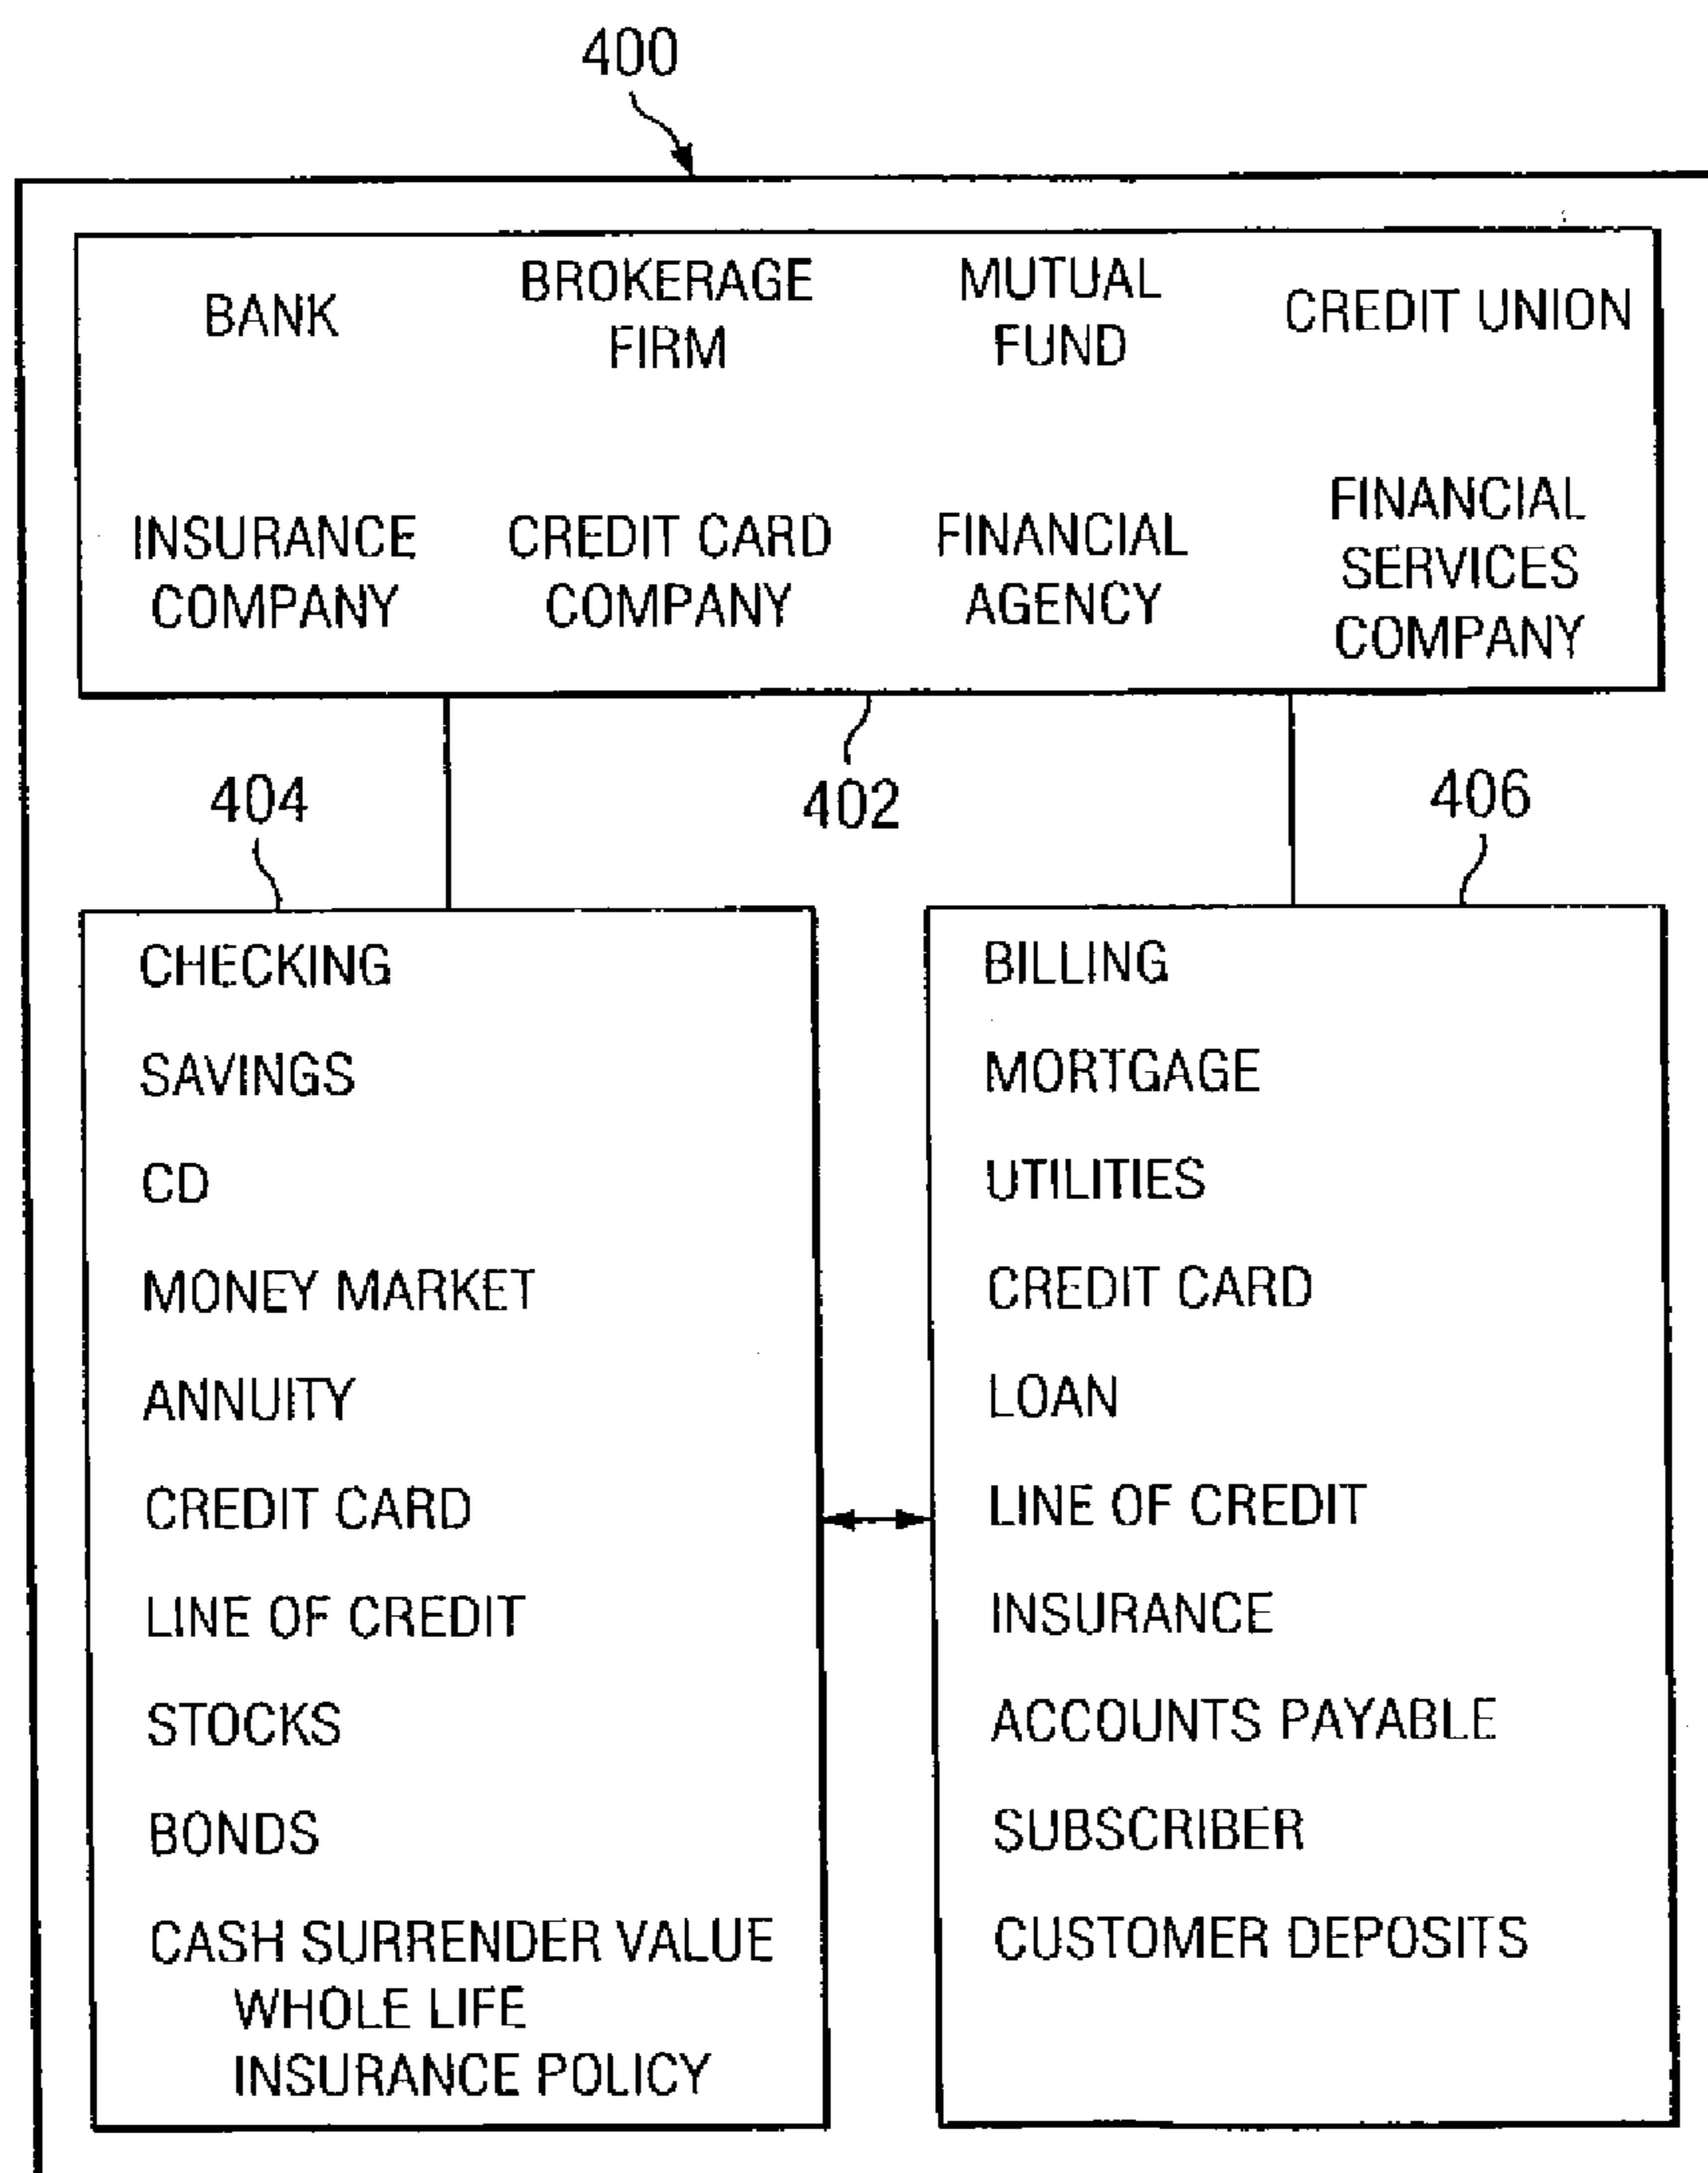 400
BANK
BROKERAGE
FIRM
MUTUAL
FUND
CREDIT UNION
INSURANCE
COMPANY
CREDIT CARD
COMPANY
FINANCIAL
AGENCY
FINANCIAL
SERVICES
COMPANY
404
402
406
CHECKING
SAVINGS
CD
MONEY MARKET
ANNUITY
CREDIT CARD
LINE OF CREDIT
STOCKS
BONDS
CASH SURRENDER VALUE
WHOLE LIFE
INSURANCE POLICY
BILLING
MORTGAGE
UTILITIES
CREDIT CARD
LOAN
LINE OF CREDIT
INSURANCE
ACCOUNTS PAYABLE
SUBSCRIBER
CUSTOMER DEPOSITS